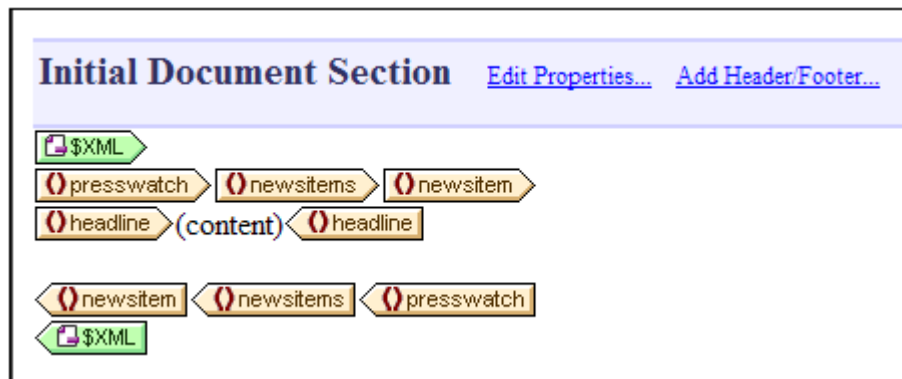 Initial Document Section Edit Properties... Add Header/Footer...
$XML
()presswatch ()newsitems ()newsitem
()headline (content) ()headline
()newsitem ()newsitems ()presswatch
$XML